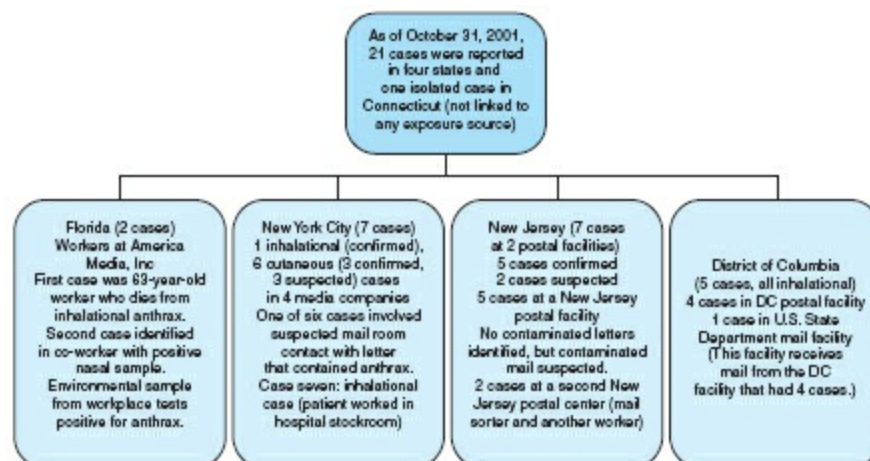 As of October 31, 2001,
21 cases were reported
in four states and
one isolated case in
Connecticut (not linked to
any exposure source)
Florida (2 cases)
Workers at America
Media, Inc
First case was 63-year-old
worker who dies from
inhalational anthrax.
Second case identified
in co-worker with positive
nasal sample.
Environmental sample
from workplace tests
positive for anthrax.
New York City (7 cases)
1 inhalational (confirmed),
6 cutaneous (3 confirmed,
3 suspected) cases
in 4 media companies
One of six cases involved
suspected mail room
contact with letter
that contained anthrax.
Case seven: inhalational
case (patient worked in
hospital stockroom)
New Jersey (7 cases
at 2 postal facilities)
5 cases confirmed
2 cases suspected
5 cases at a New Jersey
postal facility
No contaminated letters
identified, but contaminated
mail suspected.
2 cases at a second New
Jersey postal center (mail
sorter and another worker)
District of Columbia
(5 cases, all inhalational)
4 cases in DC postal facility
1 case in U.S. State
Department mail facility
(This facility receives
mail from the DC
facility that had 4 cases.)